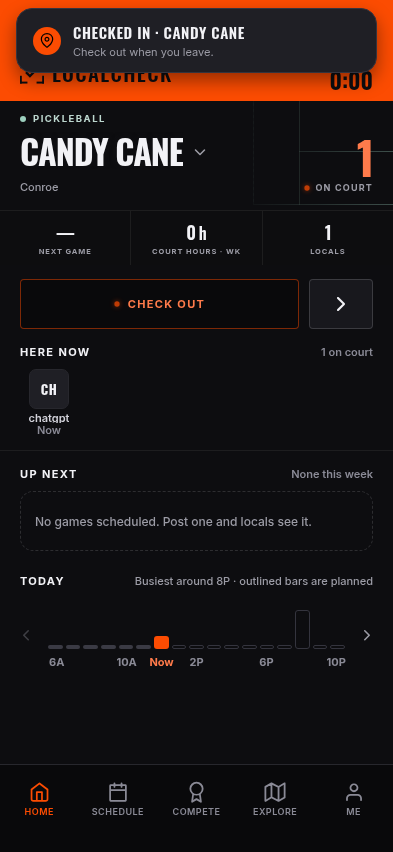 CHECKED IN · CANDY CANE
Check out when you leave.
LOCALCHECK
0:00
PICKLEBALL
CANDY CANE
Conroe
1
ON COURT
—
NEXT GAME
0 h
COURT HOURS · WK
1
LOCALS
CHECK OUT
HERE NOW
1 on court
CH
chatgpt
Now
UP NEXT
None this week
No games scheduled. Post one and locals see it.
TODAY
Busiest around 8P · outlined bars are planned
6A 10A Now 2P 6P 10P
HOME SCHEDULE COMPETE EXPLORE ME